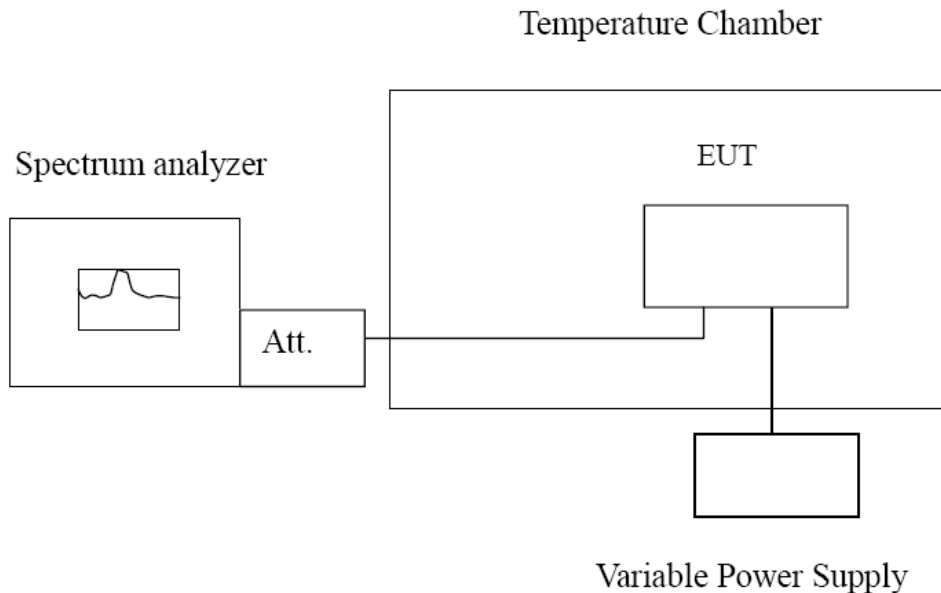 Temperature Chamber
Spectrum analyzer
EUT
Att.
Variable Power Supply